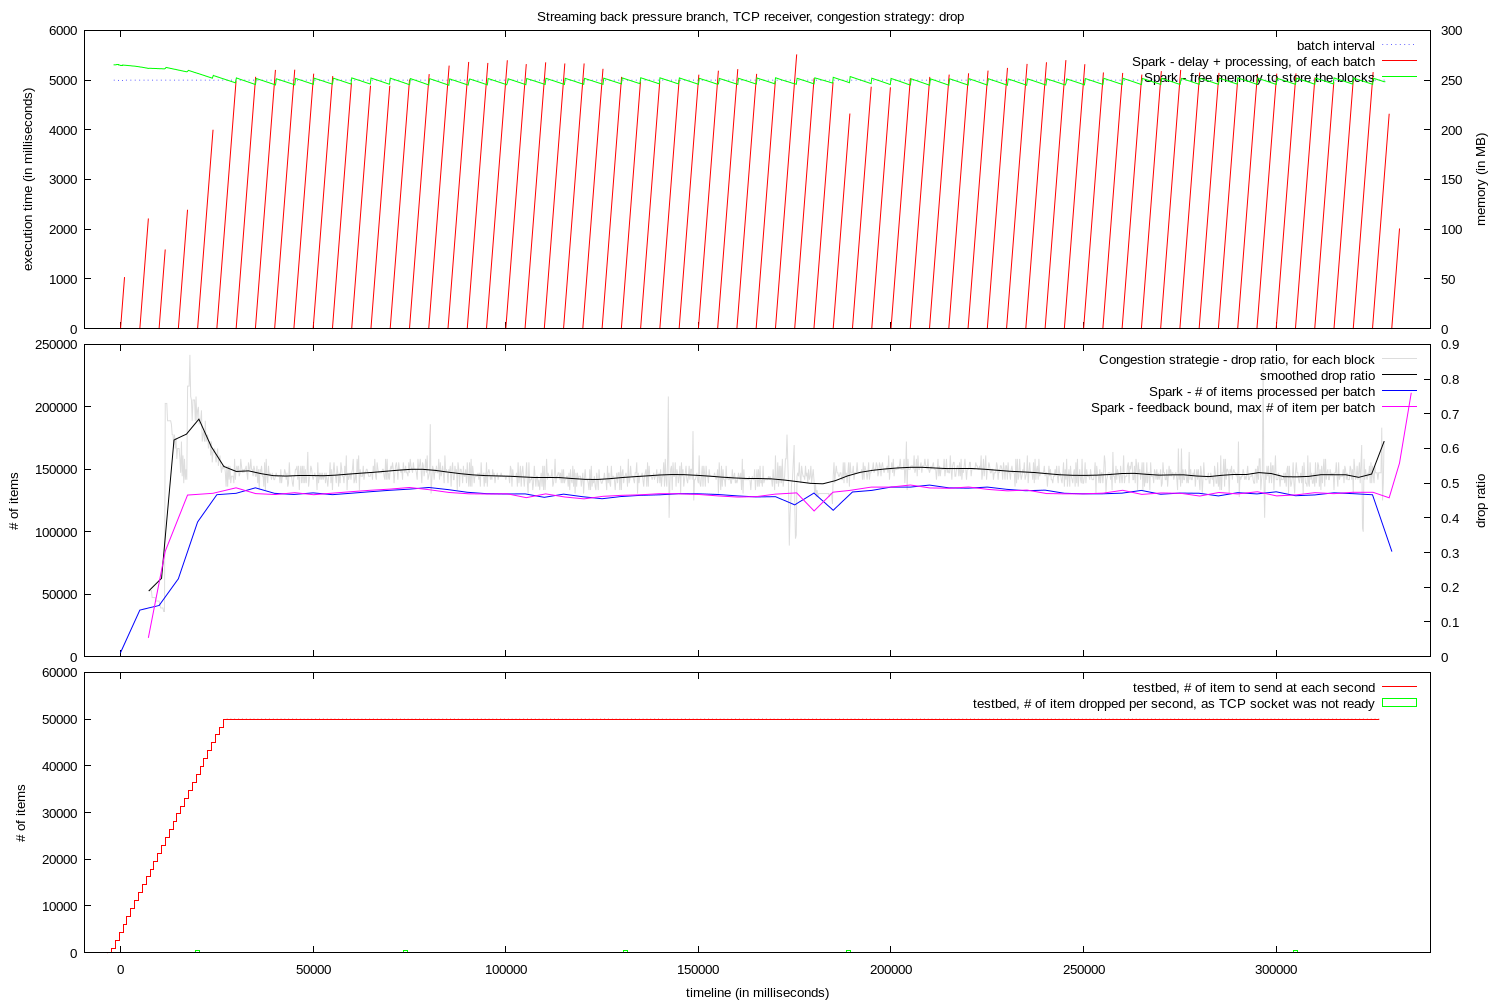 Streaming back pressure branch, TCP receiver, congestion strategy: drop
6000
5000
4000
3000
2000
1000
0
execution time (in milliseconds)
300
250
200
150
100
50
0
memory (in MB)
batch interval
Spark - delay + processing, of each batch
Spark - free memory to store the blocks
250000
200000
150000
100000
50000
0
# of items
0.9
0.8
0.7
0.6
0.5
0.4
0.3
0.2
0.1
0
drop ratio
Congestion strategie - drop ratio, for each block
smoothed drop ratio
Spark - # of items processed per batch
Spark - feedback bound, max # of item per batch
60000
50000
40000
30000
20000
10000
0
# of items
testbed, # of item to send at each second
testbed, # of item dropped per second, as TCP socket was not ready
0 50000 100000 150000 200000 250000 300000
timeline (in milliseconds)